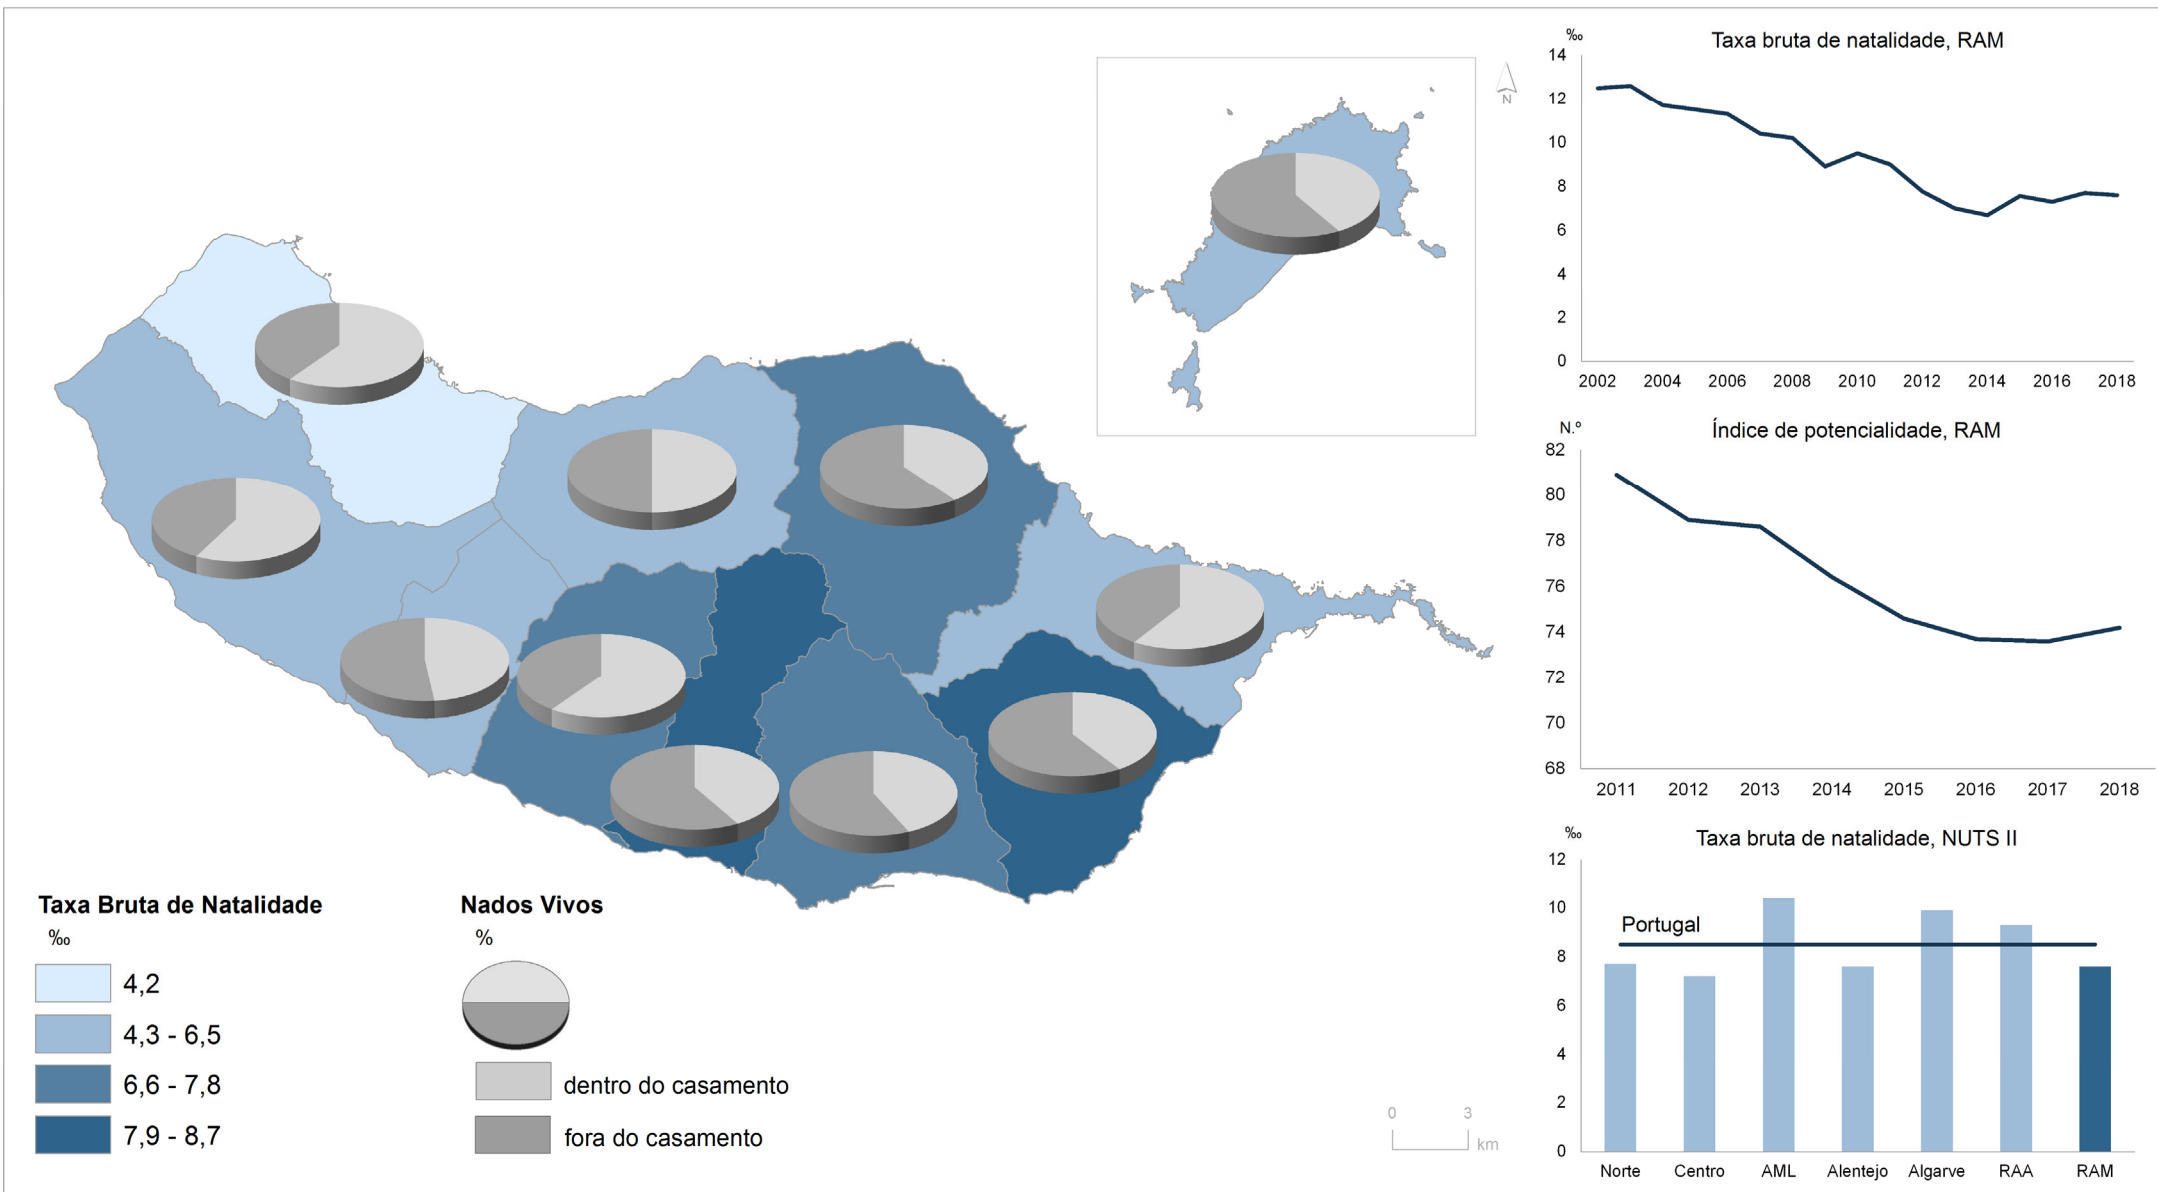 Taxa Bruta de Natalidade
‰
4,2
4,3 - 6,5
6,6 - 7,8
7,9 - 8,7
Nados Vivos
%
dentro do casamento
fora do casamento
N
0 3
km
‰
Taxa bruta de natalidade, RAM
14
12
10
8
6
4
2
0
2002 2004 2006 2008 2010 2012 2014 2016 2018
N.º
Índice de potencialidade, RAM
82
80
78
76
74
72
70
68
2011 2012 2013 2014 2015 2016 2017 2018
‰
Taxa bruta de natalidade, NUTS II
12
10
Portugal
8
6
4
2
0
Norte Centro AML Alentejo Algarve RAA RAM